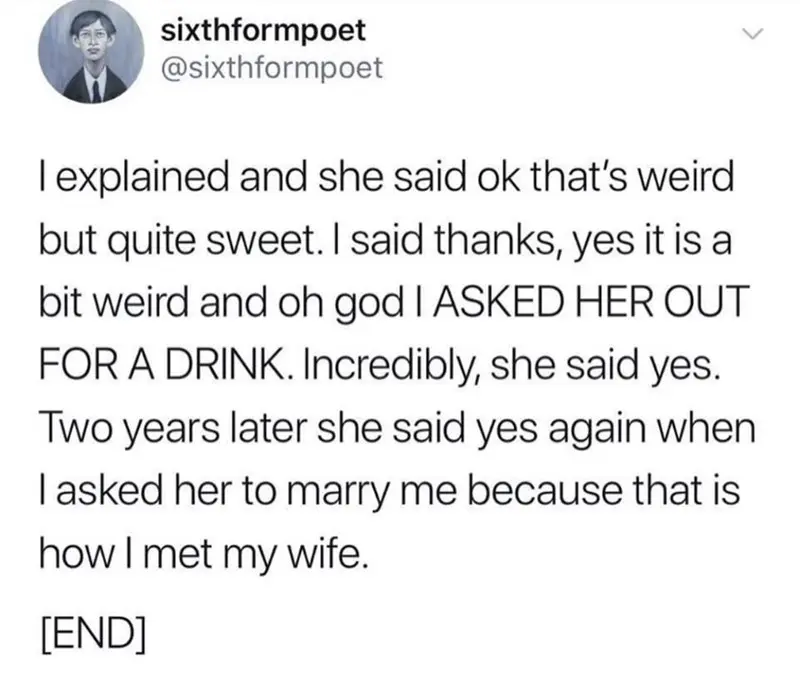 sixthformpoet
@sixthformpoet
I explained and she said ok that's weird
but quite sweet. I said thanks, yes it is a
bit weird and oh god I ASKED HER OUT
FOR A DRINK. Incredibly, she said yes.
Two years later she said yes again when
I asked her to marry me because that is
how I met my wife.
[END]